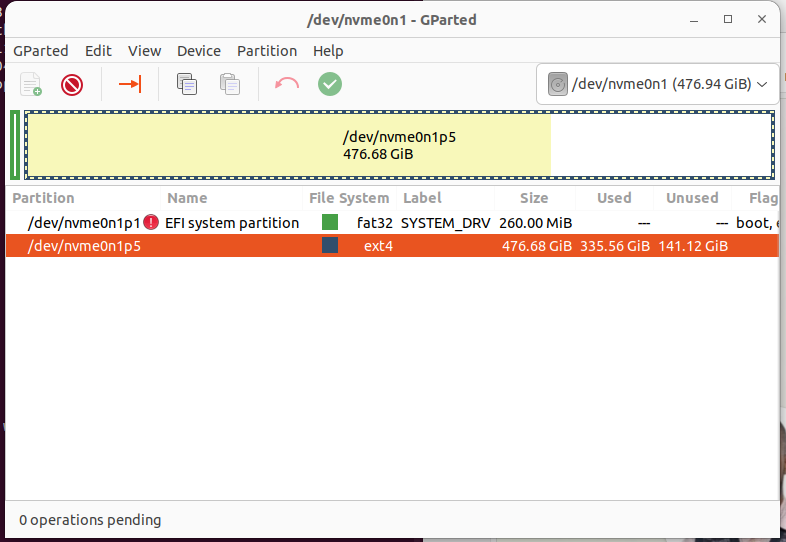 /dev/nvme0n1 - GParted
GParted Edit View Device Partition Help
/dev/nvme0n1 (476.94 GiB)
/dev/nvme0n1p5
476.68 GiB
Partition Name File System Label Size Used Unused Flag
/dev/nvme0n1p1 EFI system partition fat32 SYSTEM_DRV 260.00 MiB --- --- boot,
/dev/nvme0n1p5 ext4 476.68 GiB 335.56 GiB 141.12 GiB
0 operations pending